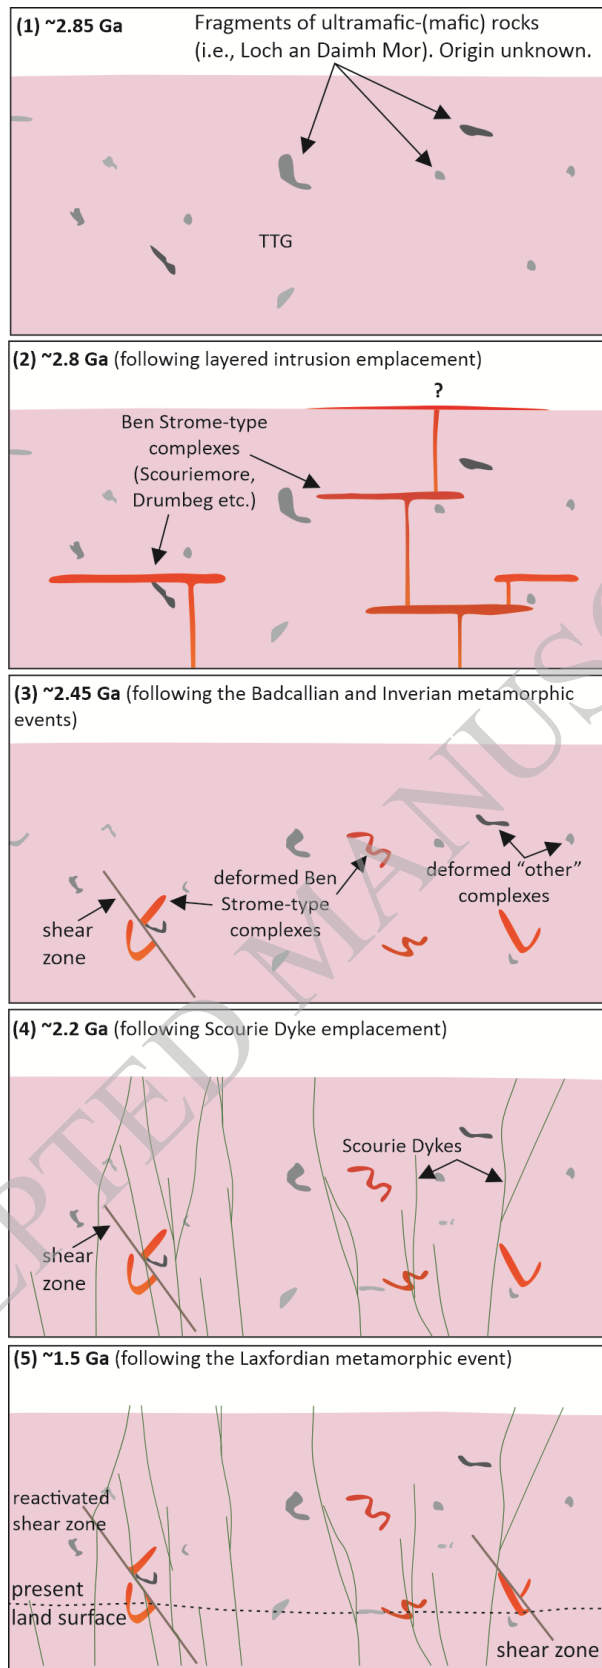 (1) ~2.85 Ga
Fragments of ultramafic-(mafic) rocks
(i.e., Loch an Daimh Mor). Origin unknown.
TTG
(2) ~2.8 Ga (following layered intrusion emplacement)
?
Ben Strome-type
complexes
(Scouriemore,
Drumbeg etc.)
(3) ~2.45 Ga (following the Badcallian and Inverian metamorphic
events)
shear
zone
deformed Ben
Strome-type
complexes
deformed “other”
complexes
(4) ~2.2 Ga (following Scourie Dyke emplacement)
Scourie Dykes
shear
zone
(5) ~1.5 Ga (following the Laxfordian metamorphic event)
reactivated
shear zone
present
land surface
shear zone
PTED MANUSC